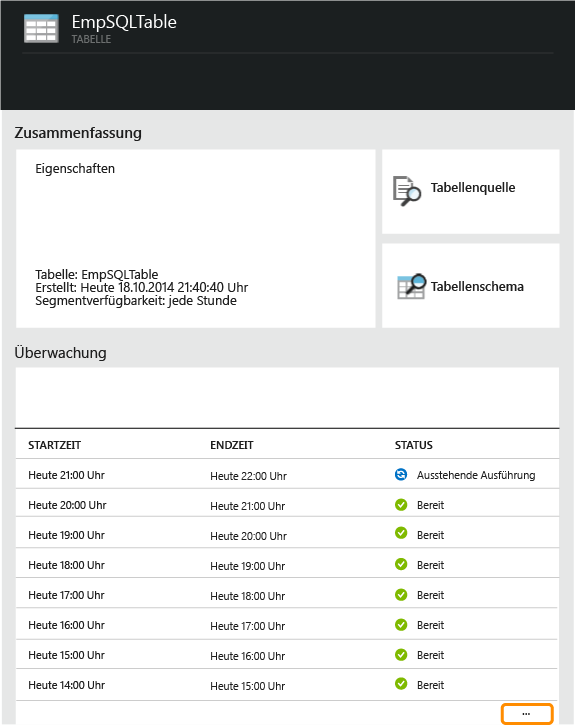 EmpSQLTable
TABELLE
Zusammenfassung
Eigenschaften
Tabelle: EmpSQLTable
Erstellt: Heute 18.10.2014 21:40:40 Uhr
Segmentverfügbarkeit: jede Stunde
Tabellenquelle
Tabellenschema
Überwachung
STARTZEIT ENDZEIT STATUS
Heute 21:00 Uhr Heute 22:00 Uhr Ausstehende Ausführung
Heute 20:00 Uhr Heute 21:00 Uhr Bereit
Heute 19:00 Uhr Heute 20:00 Uhr Bereit
Heute 18:00 Uhr Heute 19:00 Uhr Bereit
Heute 17:00 Uhr Heute 18:00 Uhr Bereit
Heute 16:00 Uhr Heute 17:00 Uhr Bereit
Heute 15:00 Uhr Heute 16:00 Uhr Bereit
Heute 14:00 Uhr Heute 15:00 Uhr Bereit
...